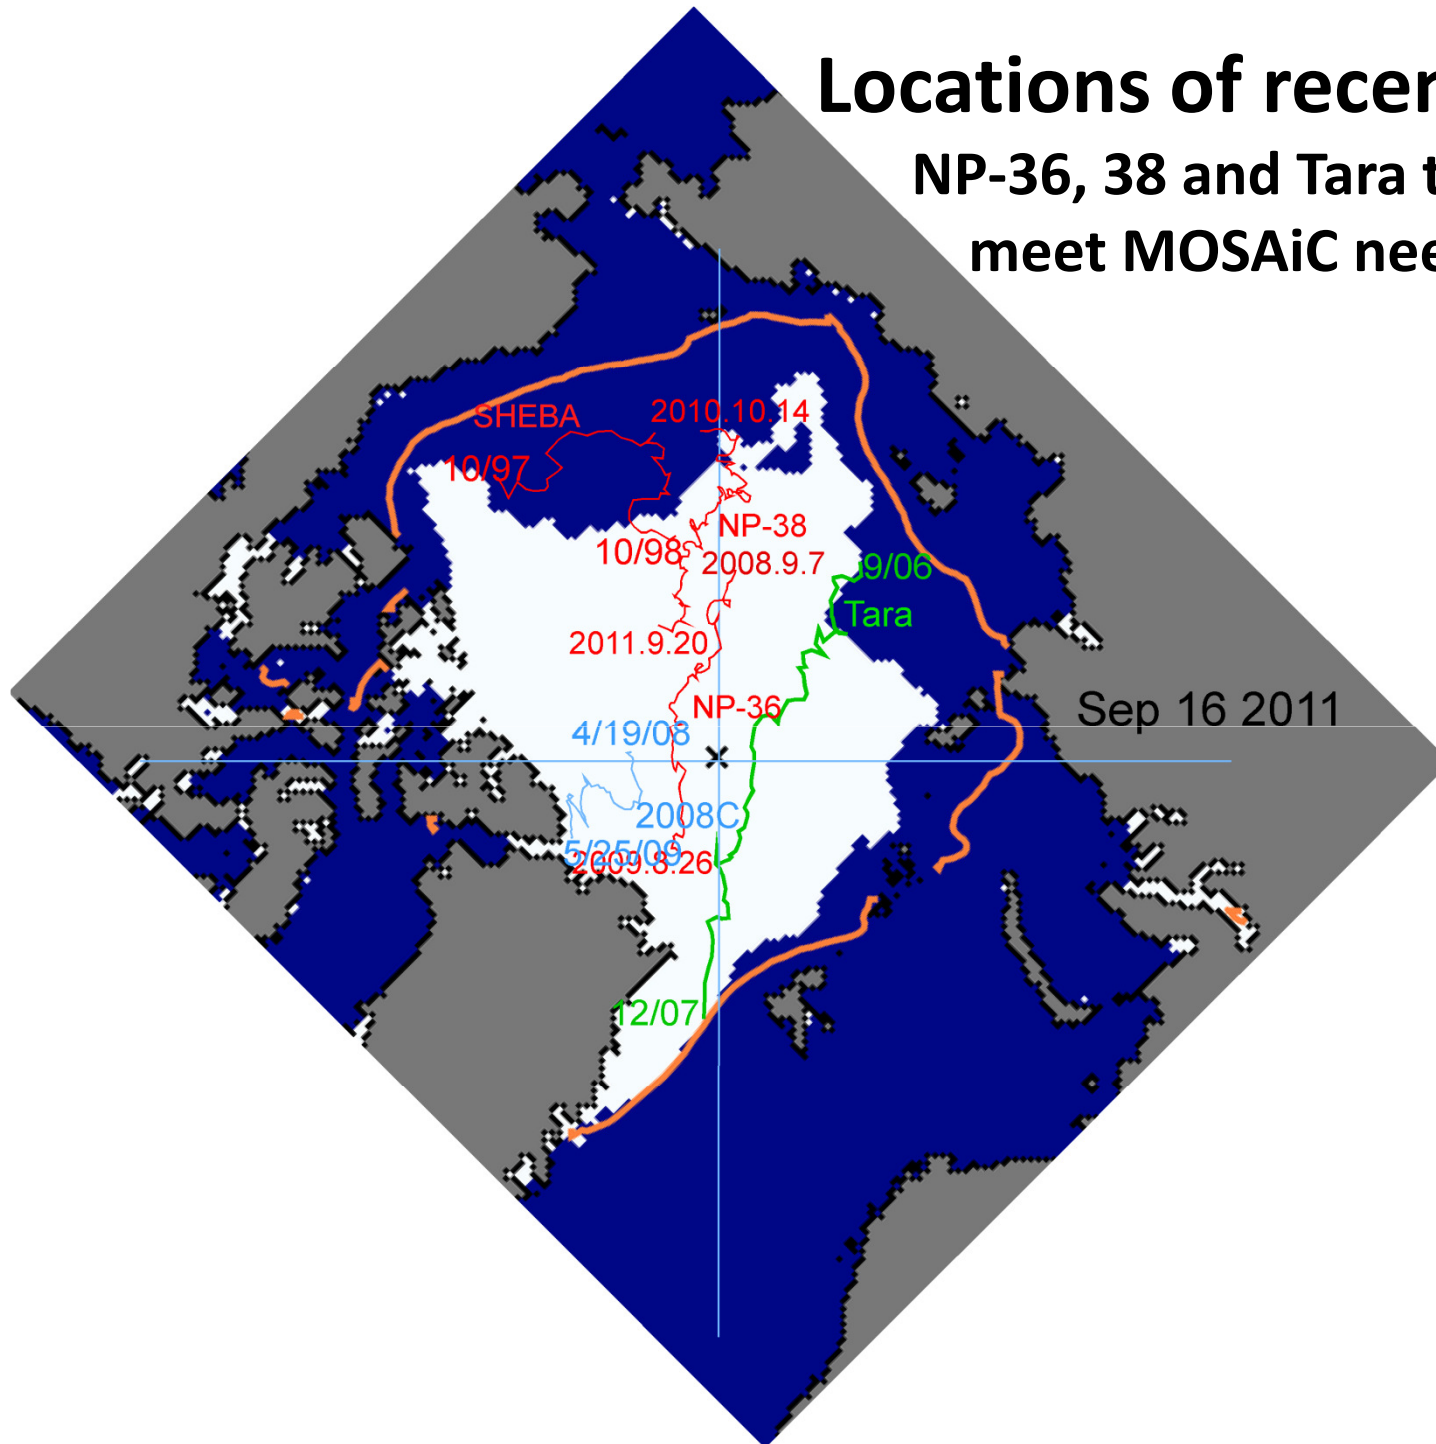 Locations of recen
NP-36, 38 and Tara t
meet MOSAiC nee
SHEBA
2010.10.14
10/97
NP-38
10/98
2008.9.7
9/06
Tara
2011.9.20
NP-36
Sep 16 2011
4/19/08
2008C
5/25/09
2009.8.26
12/07